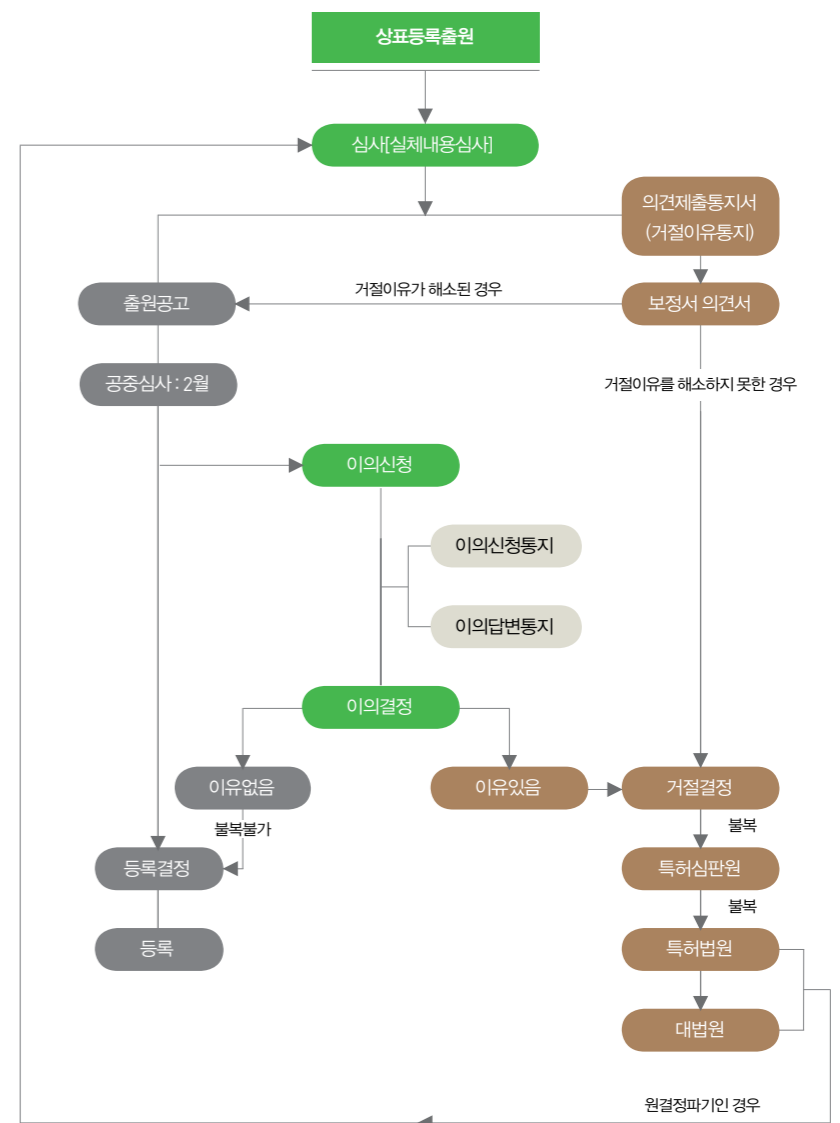 상표등록출원
심사[실체내용심사]
의견제출통지서
(거절이유통지)
출원공고
거절이유가 해소된 경우
보정서 의견서
공중심사 : 2월
거절이유를 해소하지 못한 경우
이의신청
이의신청통지
이의답변통지
이의결정
이유없음
이유있음
거절결정
불복불가
불복
등록결정
특허심판원
불복
등록
특허법원
대법원
원결정파기인 경우